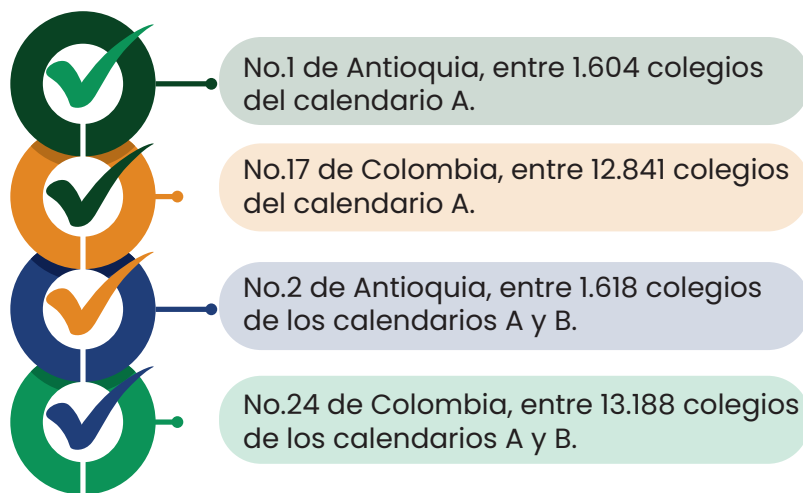 No.1 de Antioquia, entre 1.604 colegios
del calendario A.
No.17 de Colombia, entre 12.841 colegios
del calendario A.
No.2 de Antioquia, entre 1.618 colegios
de los calendarios A y B.
No.24 de Colombia, entre 13.188 colegios
de los calendarios A y B.